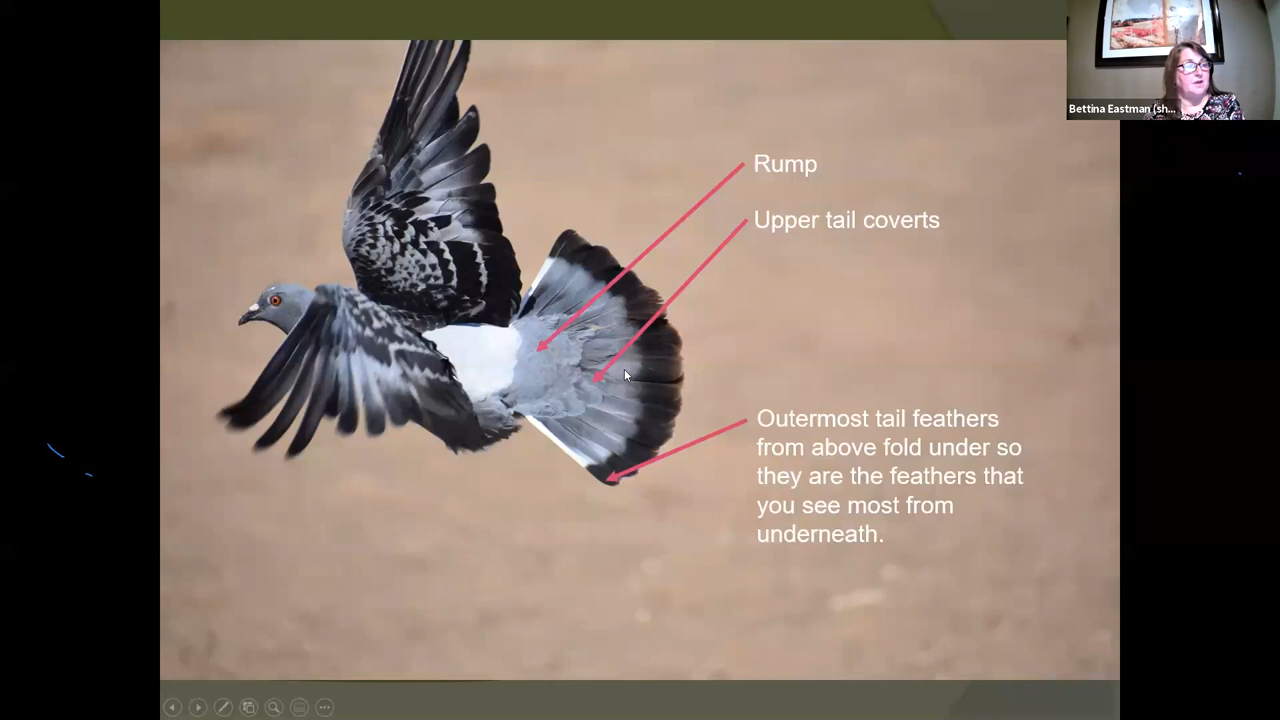 Bettina Eastman (sh...
Rump
Upper tail coverts
Outermost tail feathers
from above fold under so
they are the feathers that
you see most from
underneath.